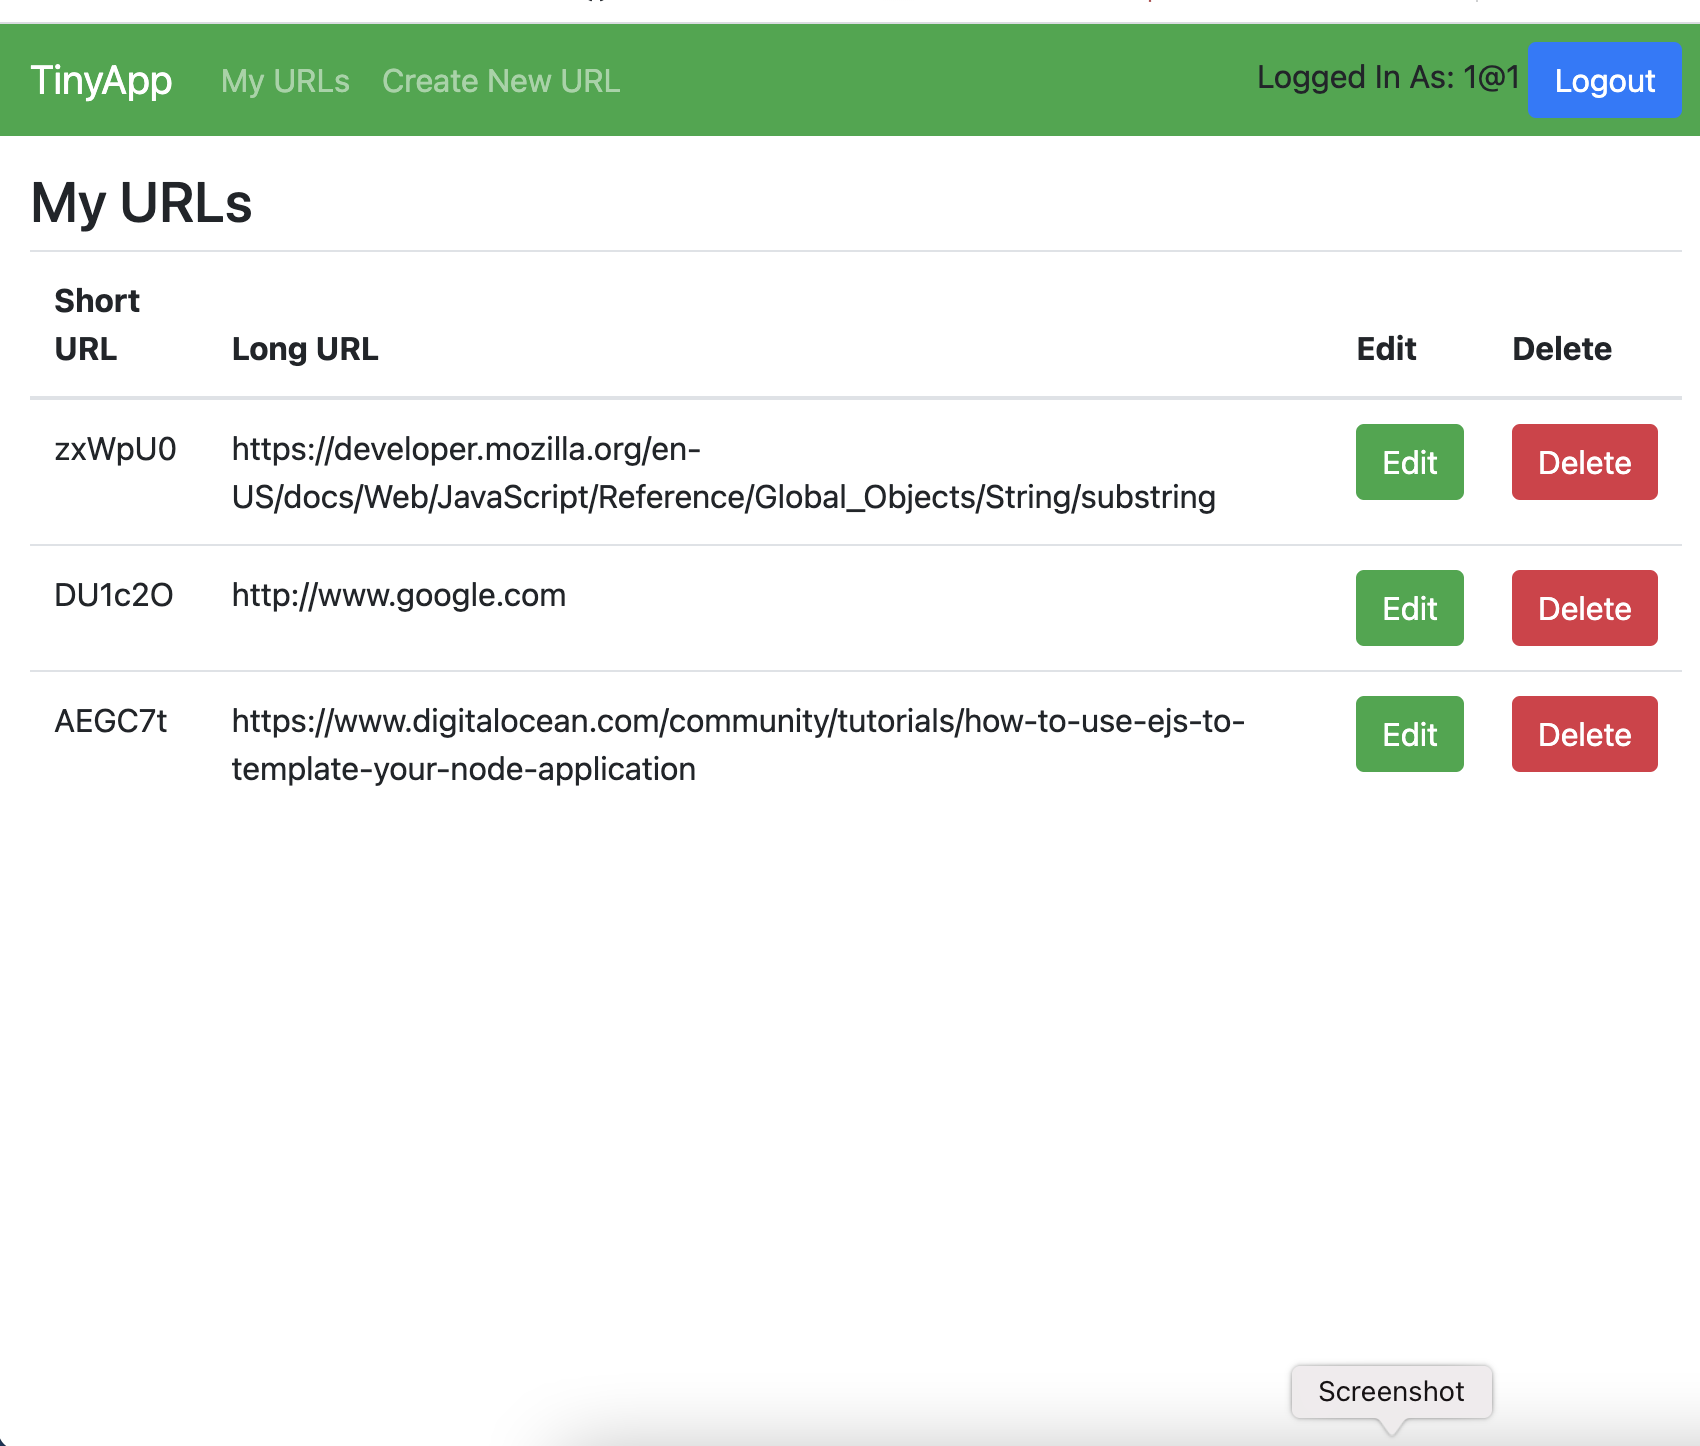 TinyApp My URLs Create New URL Logged In As: 1@1 Logout
My URLs
Short
URL Long URL Edit Delete
zxWpU0 https://developer.mozilla.org/en- Edit Delete
US/docs/Web/JavaScript/Reference/Global_Objects/String/substring
DU1c2O http://www.google.com Edit Delete
AEGC7t https://www.digitalocean.com/community/tutorials/how-to-use-ejs-to- Edit Delete
template-your-node-application
Screenshot